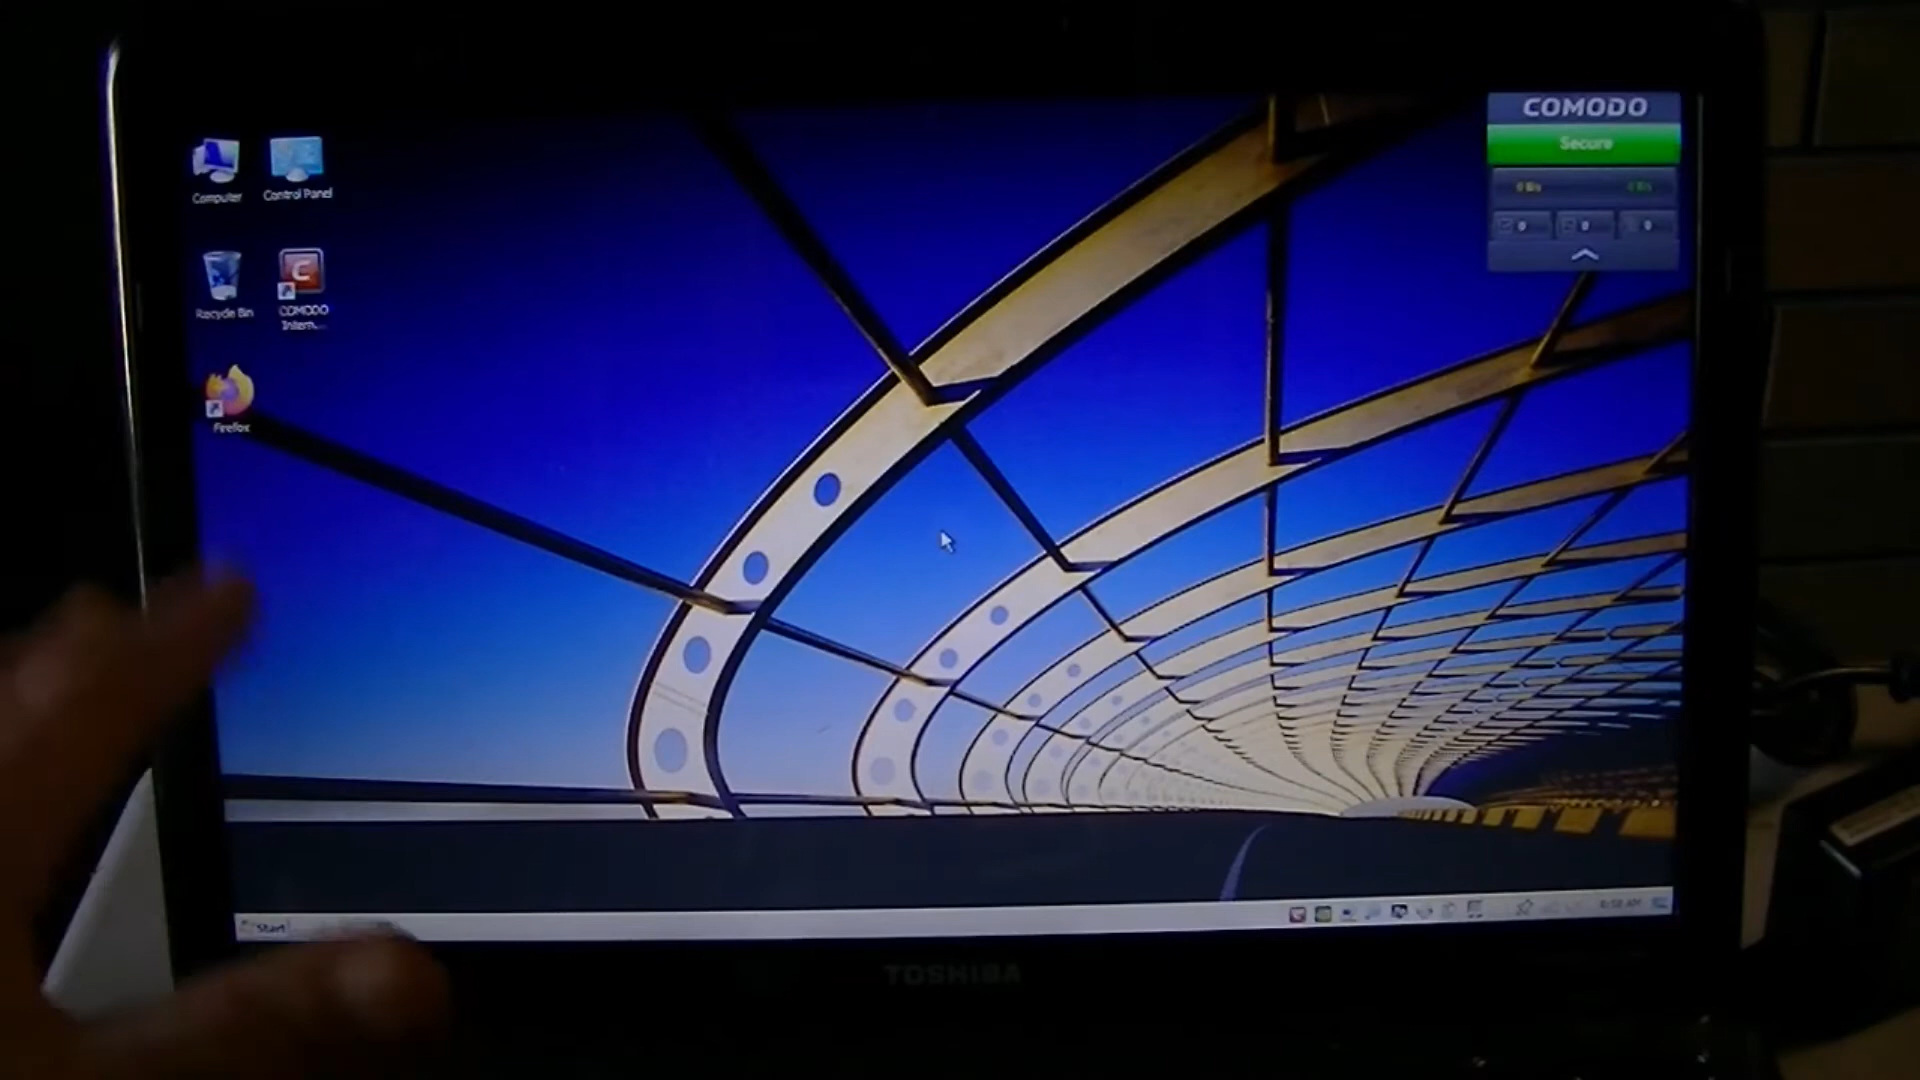 COMODO
Secure
Computer
Control Panel
Recycle Bin
COMODO
Intern...
Firefox
Start
TOSHIBA